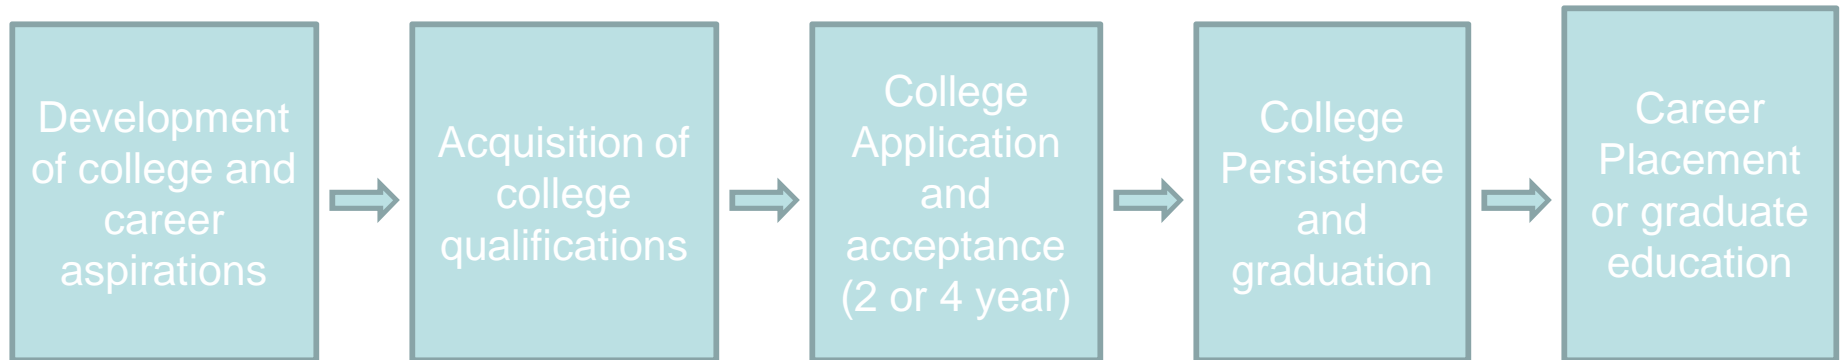 Development
of college and
career
aspirations
Acquisition of
college
qualifications
College
Application
and
acceptance
(2 or 4 year)
College
Persistence
and
graduation
Career
Placement
or graduate
education